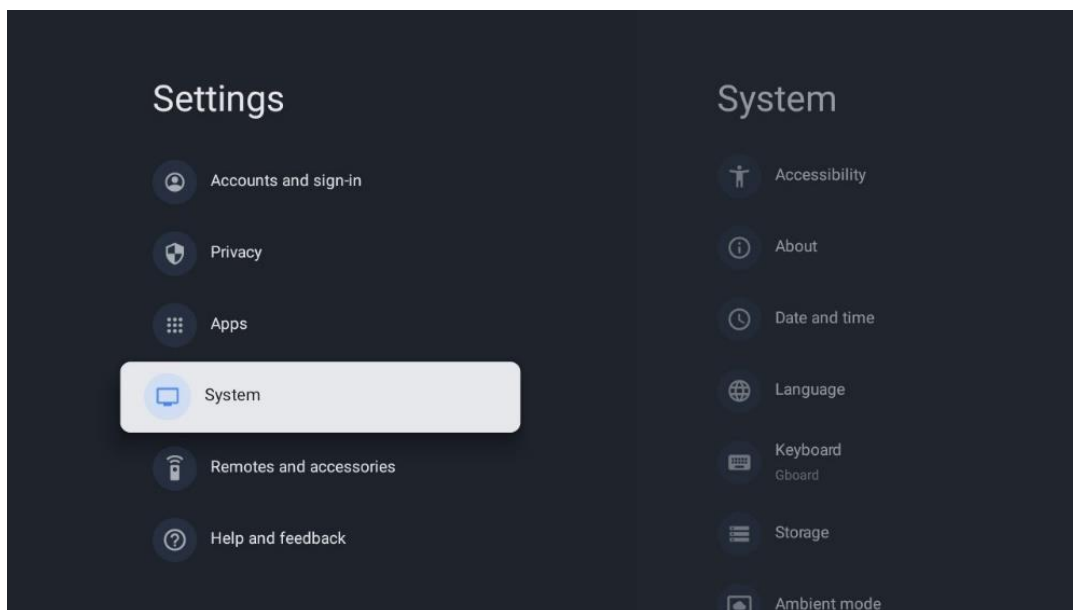 Settings
Accounts and sign-in
Privacy
Apps
System
Remotes and accessories
Help and feedback
System
Accessibility
About
Date and time
Language
Keyboard
Gboard
Storage
Ambient mode